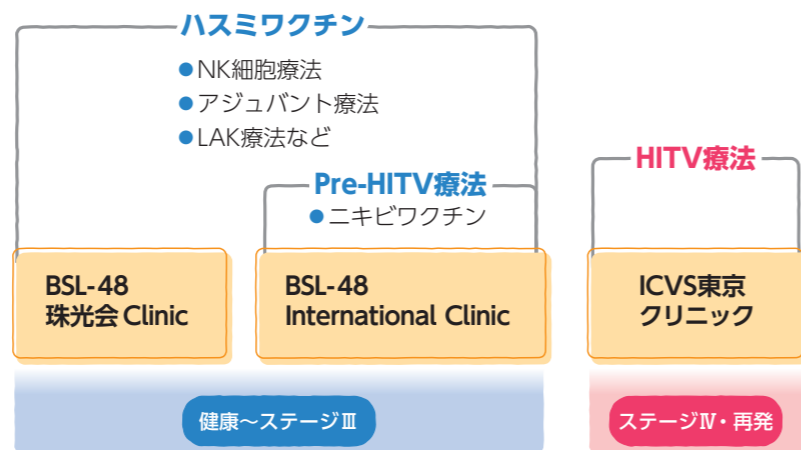 ハスミワクチン
●NK細胞療法
●アジュバント療法
●LAK療法など
Pre-HITV療法
●ニキビワクチン
HITV療法
BSL-48
珠光会 Clinic
BSL-48
International Clinic
ICVS東京
クリニック
健康～ステージⅢ
ステージⅣ・再発